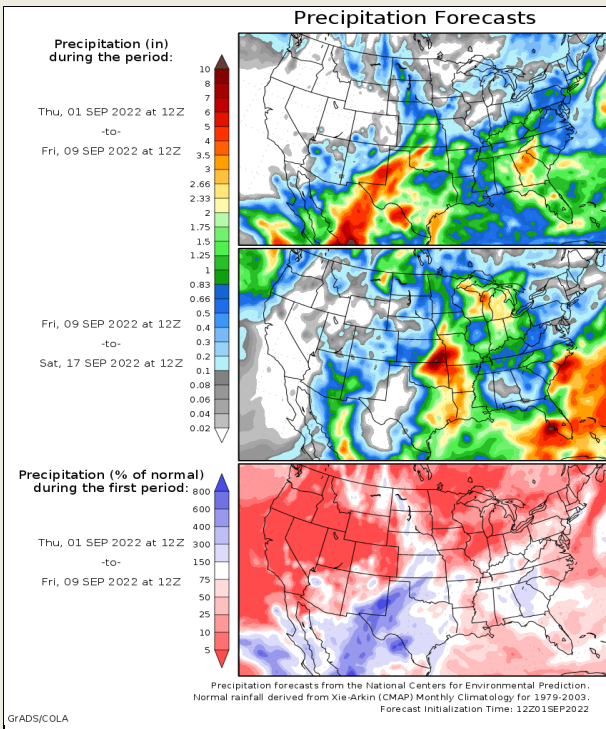 Precipitation Forecasts
Precipitation (in)
during the period:
Thu, 01 SEP 2022 at 12Z
-to-
Fri, 09 SEP 2022 at 12Z
10
8
7
6
5
4
3.5
3
2.66
2.33
2
1.75
1.5
1.25
1
0.83
0.66
0.5
0.4
0.3
0.2
0.1
0.08
0.06
0.04
0.02
Fri, 09 SEP 2022 at 12Z
-to-
Sat, 17 SEP 2022 at 12Z
Precipitation (% of normal)
during the first period:
Thu, 01 SEP 2022 at 12Z
-to-
Fri, 09 SEP 2022 at 12Z
800
600
400
300
150
75
50
25
10
5
Precipitation forecasts from the National Centers for Environmental Prediction.
Normal rainfall derived from Xie-Arkin (CMAP) Monthly Climatology for 1979-2003.
Forecast Initialization Time: 12Z01SEP2022
GrADS/COLA